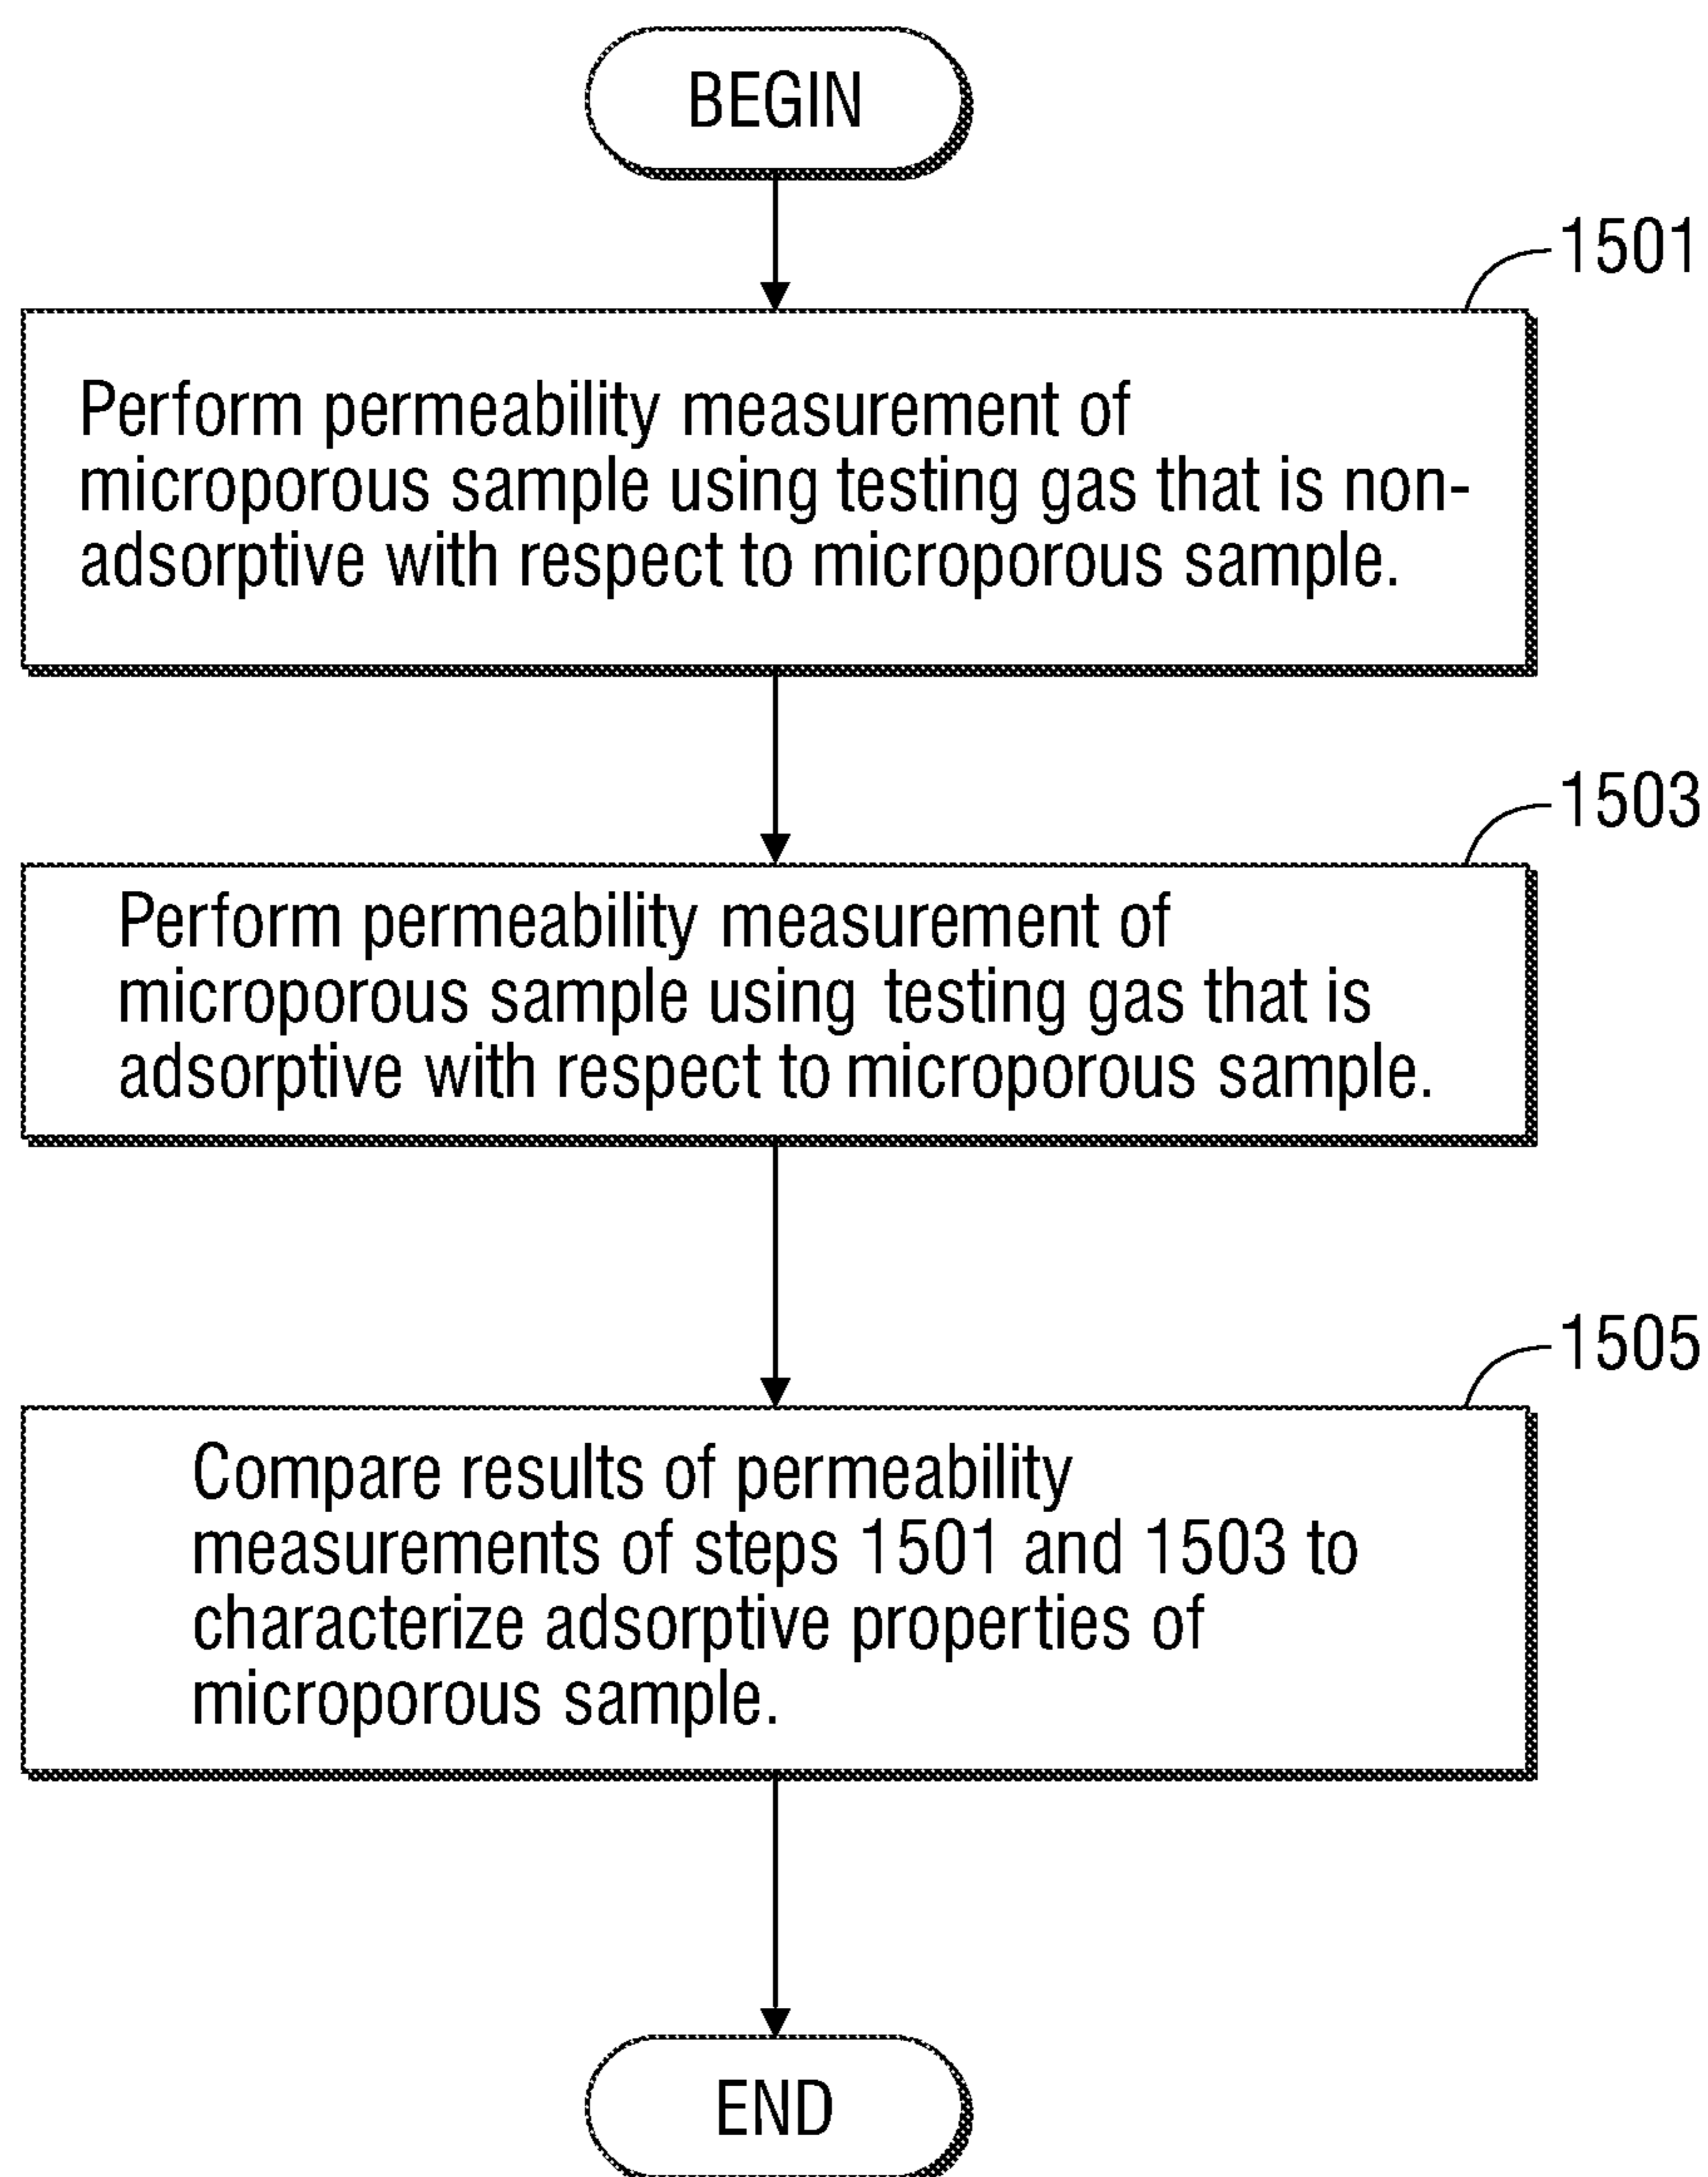 BEGIN
1501
Perform permeability measurement of
microporous sample using testing gas that is non-
adsorptive with respect to microporous sample.
1503
Perform permeability measurement of
microporous sample using testing gas that is
adsorptive with respect to microporous sample.
1505
Compare results of permeability
measurements of steps 1501 and 1503 to
characterize adsorptive properties of
microporous sample.
END